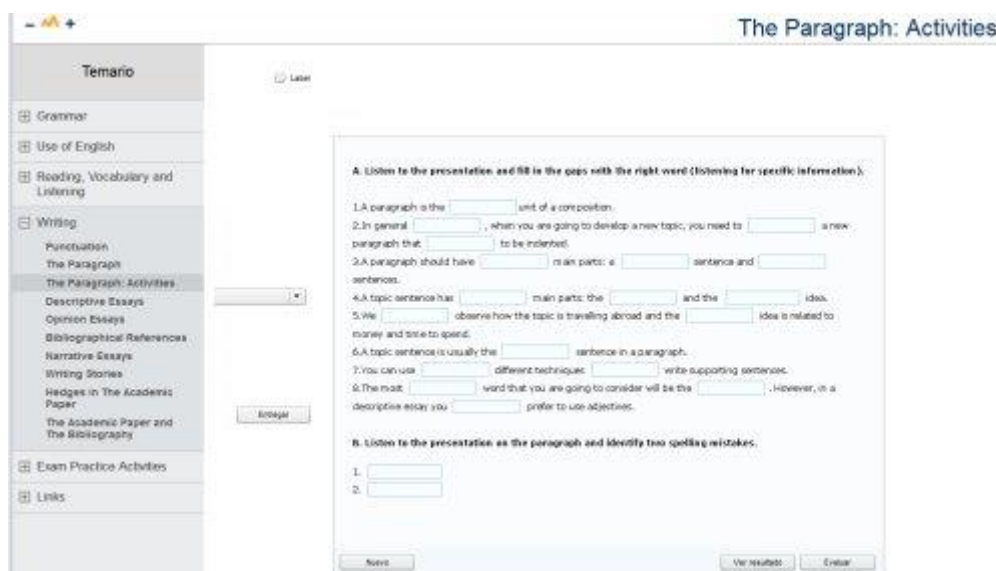 The Paragraph: Activities
Temario
Label
Grammar
Use of English
Reading, Vocabulary and
Listening
Writing
Punctuation
The Paragraph
The Paragraph: Activities
Descriptive Essays
Opinion Essays
Bibliographical References
Narrative Essays
Writing Stories
Hedges in The Academic
Paper
The Academic Paper and
The Bibliography
Exam Practice Activities
Links
Entregar
A. Listen to the presentation and fill in the gaps with the right word (listening for specific information).
1.A paragraph is the unit of a composition.
2.In general , when you are going to develop a new topic, you need to a new
paragraph that to be indented.
3.A paragraph should have main parts: a sentence and
sentences.
4.A topic sentence has main parts: the and the idea.
5.We observe how the topic is travelling abroad and the idea is related to
money and time to spend.
6.A topic sentence is usually the sentence in a paragraph.
7.You can use different techniques write supporting sentences.
8.The most word that you are going to consider will be the . However, in a
descriptive essay you prefer to use adjectives.
B. Listen to the presentation on the paragraph and identify two spelling mistakes.
1.
2.
Nuevo
Ver resultado
Evaluar